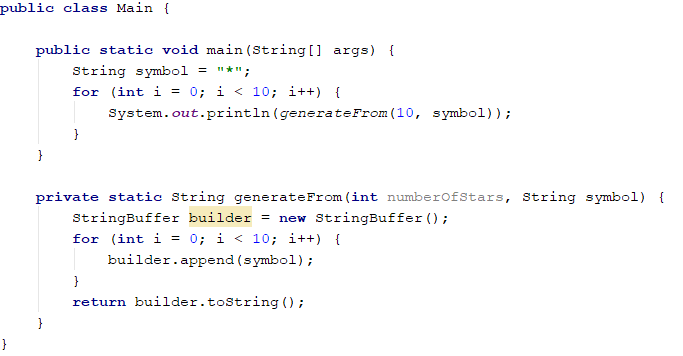 public class Main {
public static void main(String[] args) {
String symbol = "*";
for (int i = 0; i < 10; i++) {
System.out.println(generateFrom(10, symbol));
}
}
private static String generateFrom(int numberOfStars, String symbol) {
StringBuffer builder = new StringBuffer();
for (int i = 0; i < 10; i++) {
builder.append(symbol);
}
return builder.toString();
}
}